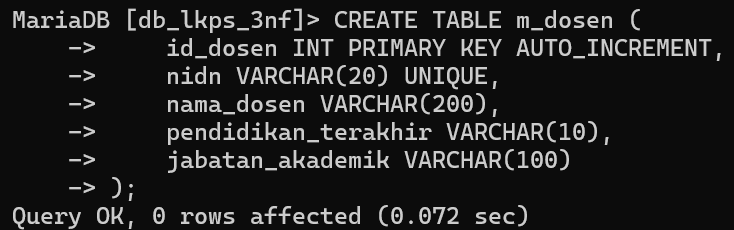 MariaDB [db_lkps_3nf]> CREATE TABLE m_dosen (
    ->     id_dosen INT PRIMARY KEY AUTO_INCREMENT,
    ->     nidn VARCHAR(20) UNIQUE,
    ->     nama_dosen VARCHAR(200),
    ->     pendidikan_terakhir VARCHAR(10),
    ->     jabatan_akademik VARCHAR(100)
    -> );
Query OK, 0 rows affected (0.072 sec)